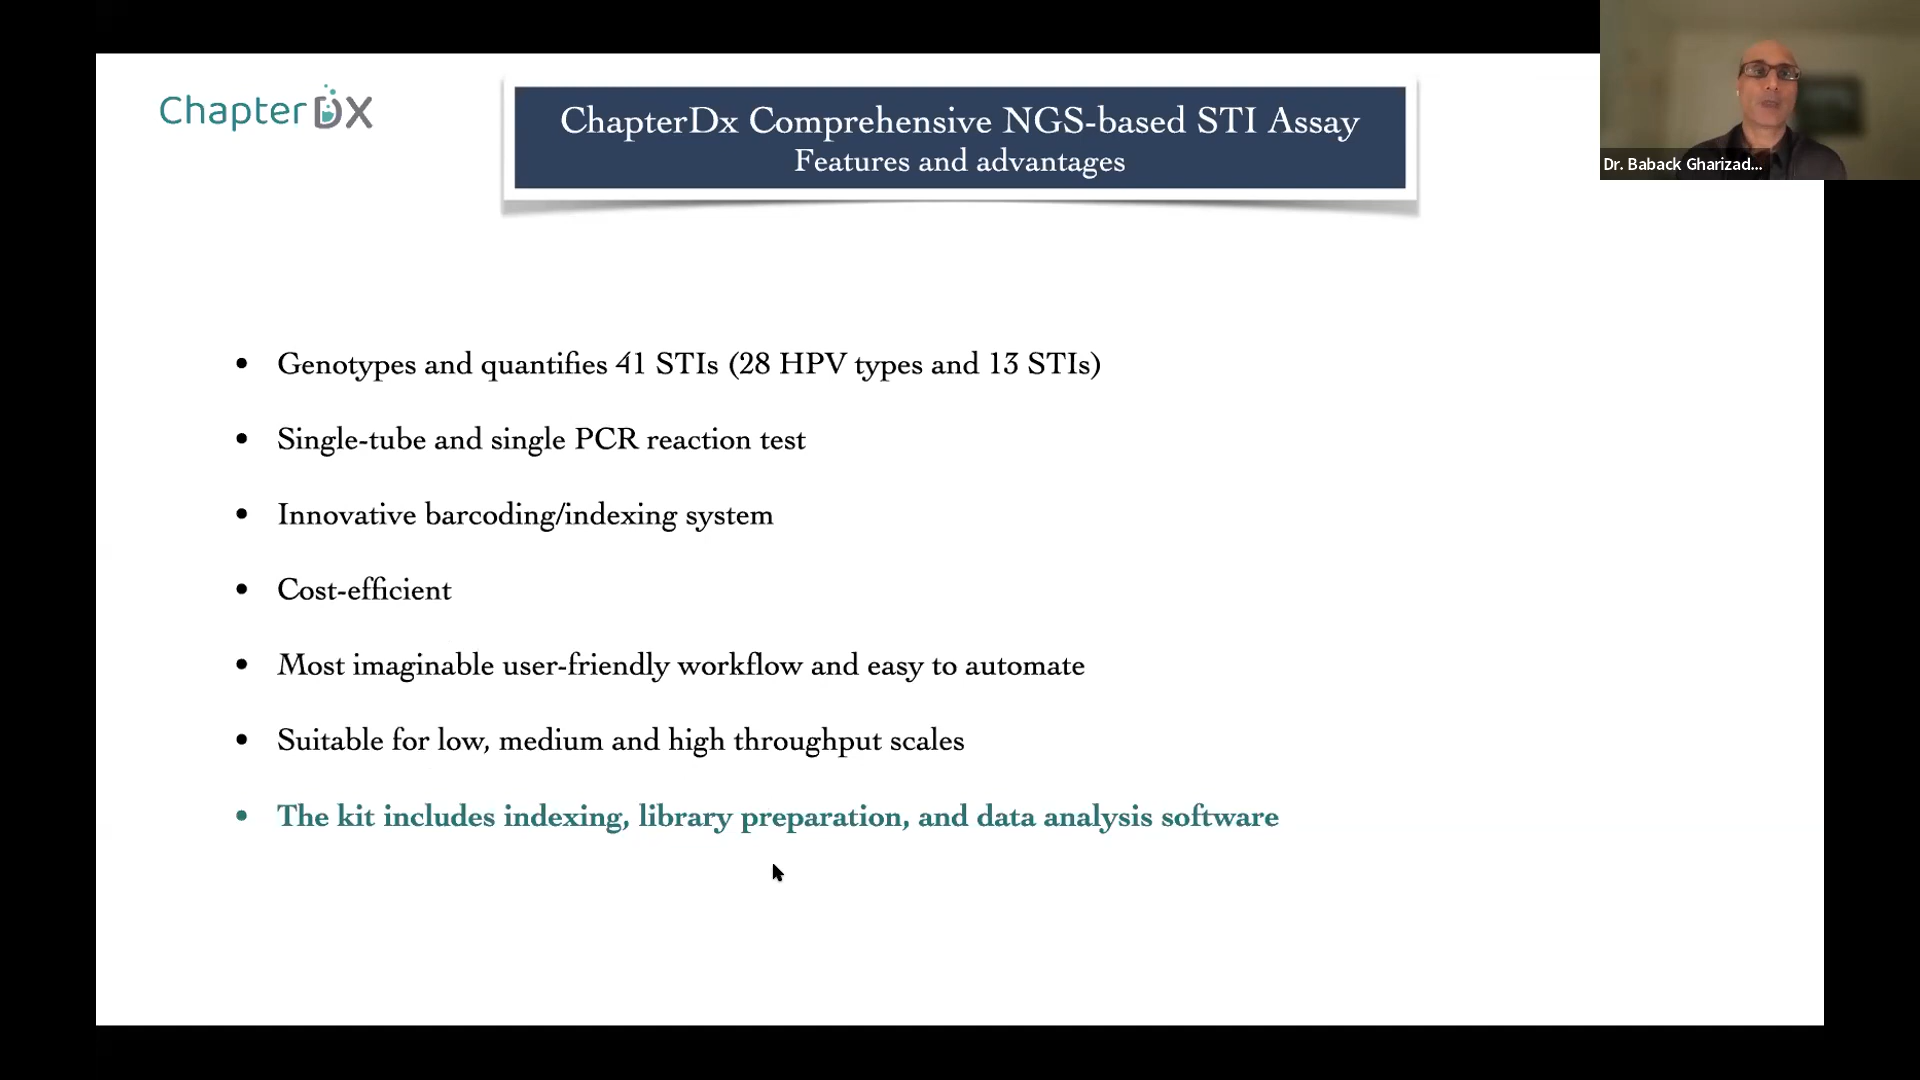 ChapterDX
ChapterDx Comprehensive NGS-based STI Assay
Features and advantages
Dr. Baback Gharizad...
• Genotypes and quantifies 41 STIs (28 HPV types and 13 STIs)
• Single-tube and single PCR reaction test
• Innovative barcoding/indexing system
• Cost-efficient
• Most imaginable user-friendly workflow and easy to automate
• Suitable for low, medium and high throughput scales
• The kit includes indexing, library preparation, and data analysis software